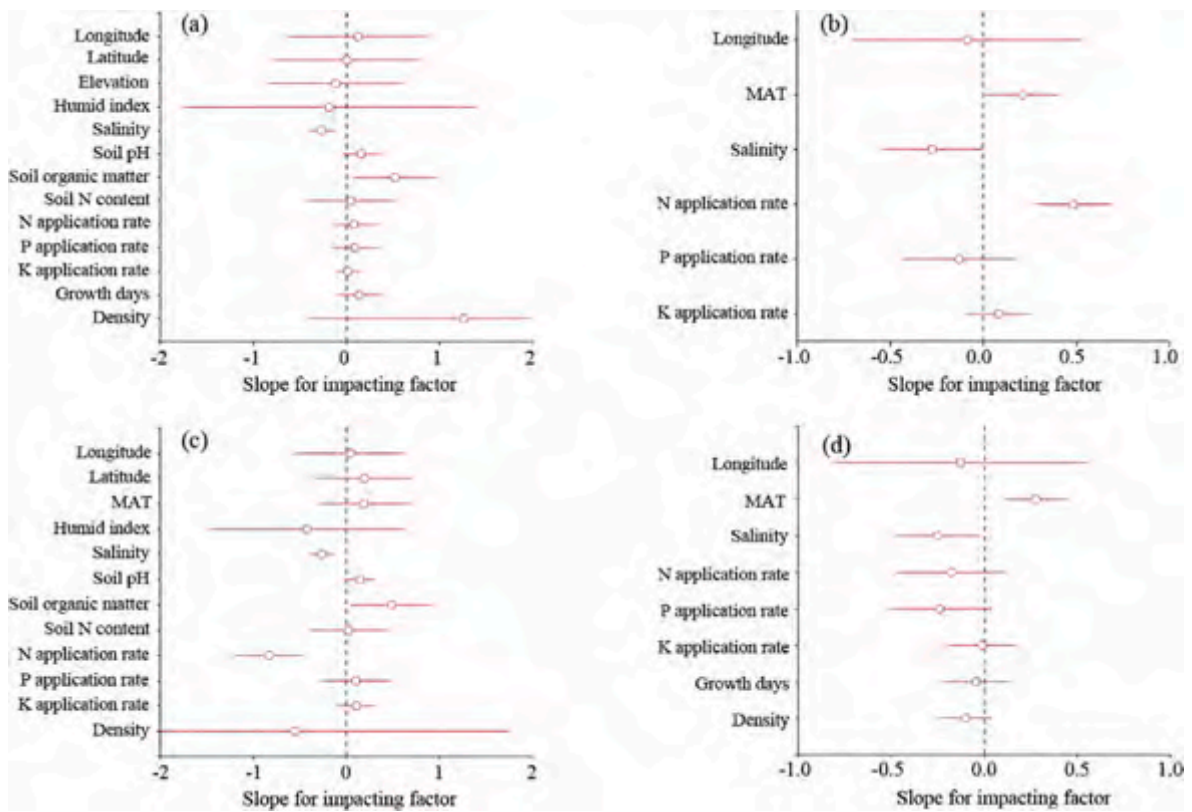 (a)
Longitude
Latitude
Elevation
Humid index
Salinity
Soil pH
Soil organic matter
Soil N content
N application rate
P application rate
K application rate
Growth days
Density
-2 -1 0 1 2
Slope for impacting factor
(b)
Longitude
MAT
Salinity
N application rate
P application rate
K application rate
-1.0 -0.5 0.0 0.5 1.0
Slope for impacting factor
(c)
Longitude
Latitude
MAT
Humid index
Salinity
Soil pH
Soil organic matter
Soil N content
N application rate
P application rate
K application rate
Density
-2 -1 0 1 2
Slope for impacting factor
(d)
Longitude
MAT
Salinity
N application rate
P application rate
K application rate
Growth days
Density
-1.0 -0.5 0.0 0.5 1.0
Slope for impacting factor